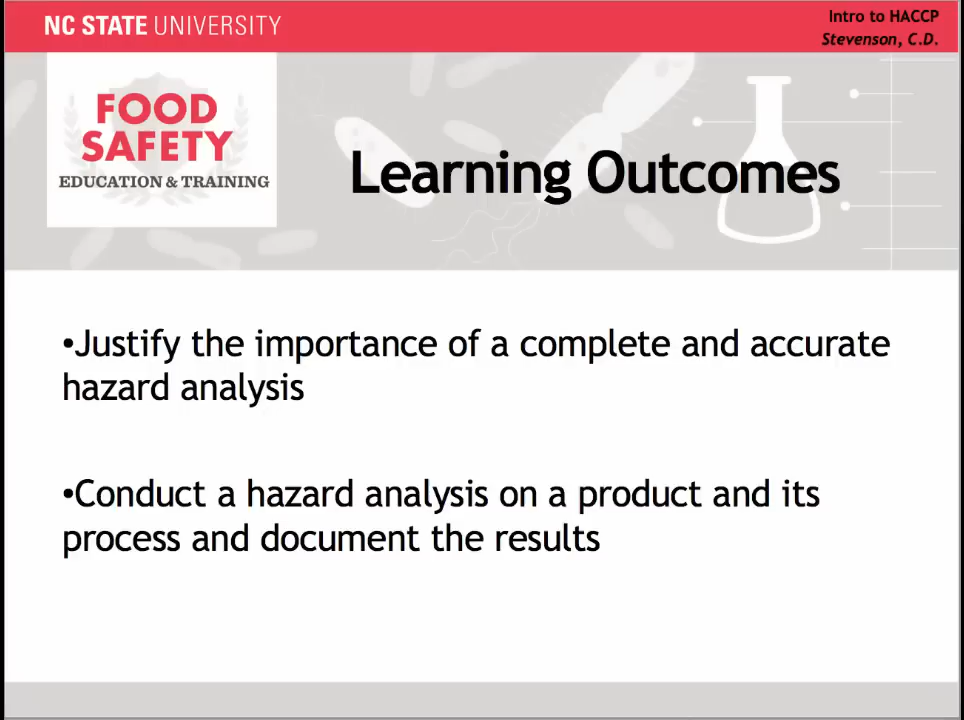 NC STATE UNIVERSITY
Intro to HACCP
Stevenson, C.D.
FOOD
SAFETY
EDUCATION & TRAINING
Learning Outcomes
•Justify the importance of a complete and accurate
hazard analysis
•Conduct a hazard analysis on a product and its
process and document the results